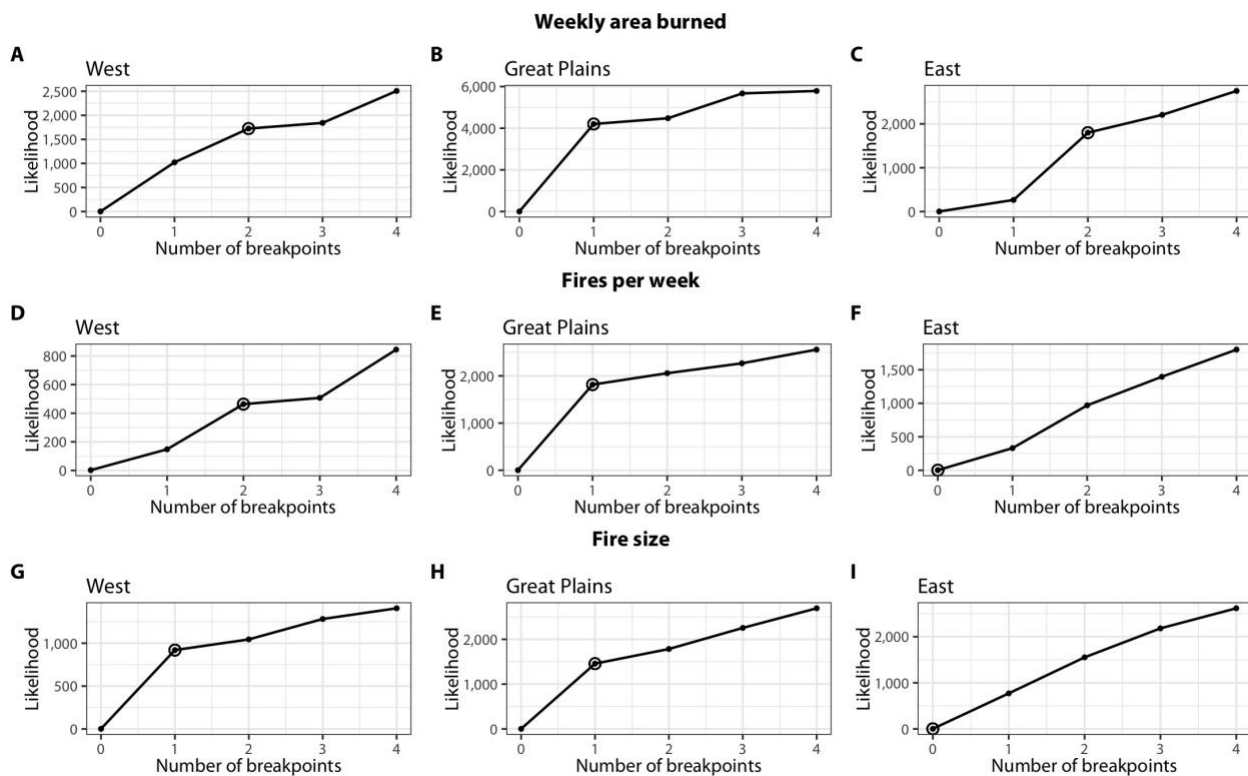 Weekly area burned
A
West
Likelihood
2,500
2,000
1,500
1,000
500
0
0 1 2 3 4
Number of breakpoints
B
Great Plains
Likelihood
6,000
4,000
2,000
0
0 1 2 3 4
Number of breakpoints
C
East
Likelihood
2,000
1,000
0
0 1 2 3 4
Number of breakpoints
Fires per week
D
West
Likelihood
800
600
400
200
0
0 1 2 3 4
Number of breakpoints
E
Great Plains
Likelihood
2,000
1,000
0
0 1 2 3 4
Number of breakpoints
F
East
Likelihood
1,500
1,000
500
0
0 1 2 3 4
Number of breakpoints
Fire size
G
West
Likelihood
1,000
500
0
0 1 2 3 4
Number of breakpoints
H
Great Plains
Likelihood
2,000
1,000
0
0 1 2 3 4
Number of breakpoints
I
East
Likelihood
2,000
1,000
0
0 1 2 3 4
Number of breakpoints